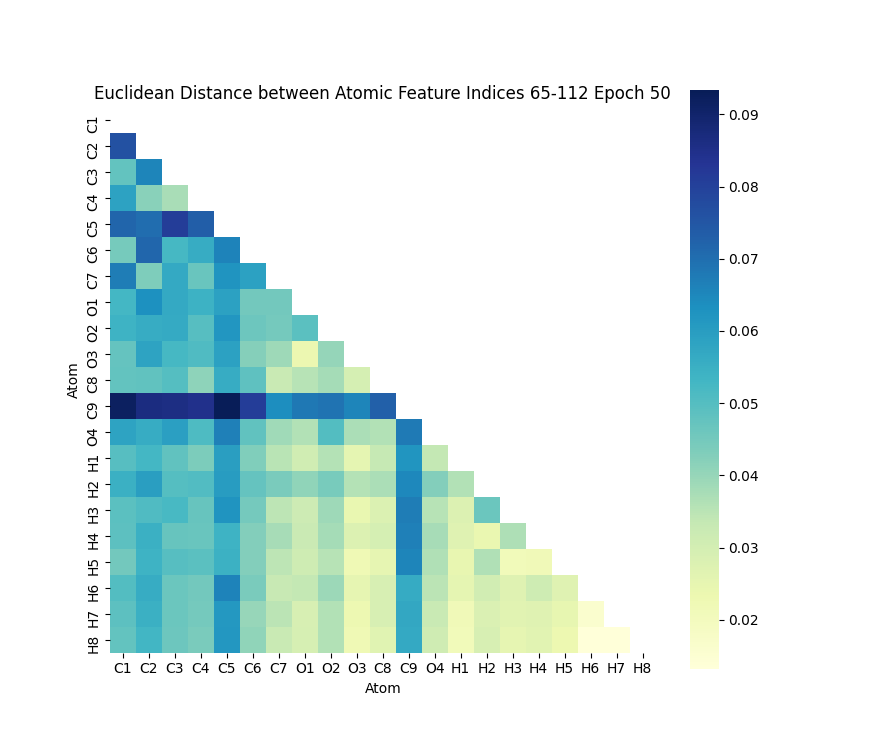 Euclidean Distance between Atomic Feature Indices 65-112 Epoch 50
Atom
C1
C2
C3
C4
C5
C6
C7
O1
O2
O3
C8
C9
O4
H1
H2
H3
H4
H5
H6
H7
H8
C1 C2 C3 C4 C5 C6 C7 O1 O2 O3 C8 C9 O4 H1 H2 H3 H4 H5 H6 H7 H8
Atom
0.09
0.08
0.07
0.06
0.05
0.04
0.03
0.02